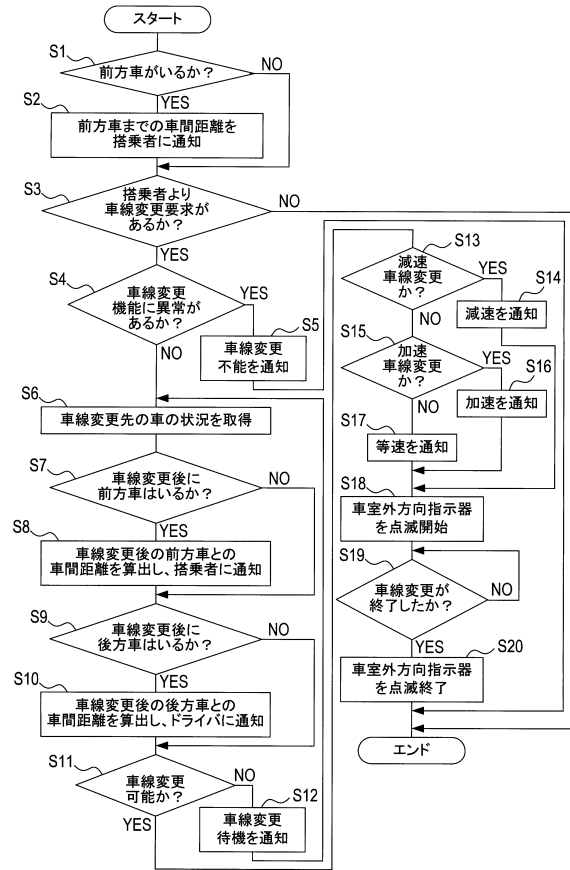 スタート
S1
前方車がいるか?
NO
YES
S2
前方車までの車間距離を
搭乗者に通知
S3
搭乗者より
車線変更要求が
あるか?
NO
YES
S4
車線変更
機能に異常が
あるか?
YES
NO
S5
車線変更
不能を通知
S6
車線変更先の車の状況を取得
S7
車線変更後に
前方車はいるか?
NO
YES
S8
車線変更後の前方車との
車間距離を算出し、搭乗者に通知
S9
車線変更後に
後方車はいるか?
NO
YES
S10
車線変更後の後方車との
車間距離を算出し、ドライバに通知
S11
車線変更
可能か?
NO
YES
S12
車線変更
待機を通知
S13
減速
車線変更
か?
YES
NO
S14
減速を通知
S15
加速
車線変更
か?
YES
NO
S16
加速を通知
S17
等速を通知
S18
車室外方向指示器
を点滅開始
S19
車線変更が
終了したか?
NO
YES
S20
車室外方向指示器
を点滅終了
エンド